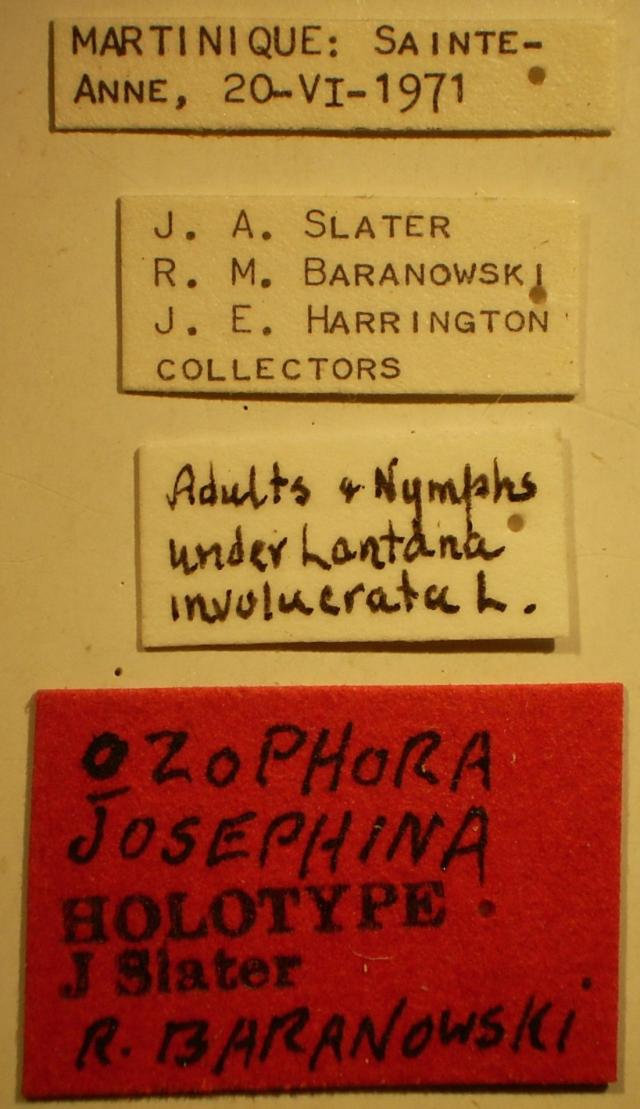 MARTINIQUE: SAINTE-
ANNE, 20-VI-1971
J. A. SLATER
R. M. BARANOWSKI
J. E. HARRINGTON
COLLECTORS
Adults & Nymphs
under Lantana
involucrata L.
OZOPHORA
JOSEPHINA
HOLOTYPE
J Slater
R. BARANOWSKI